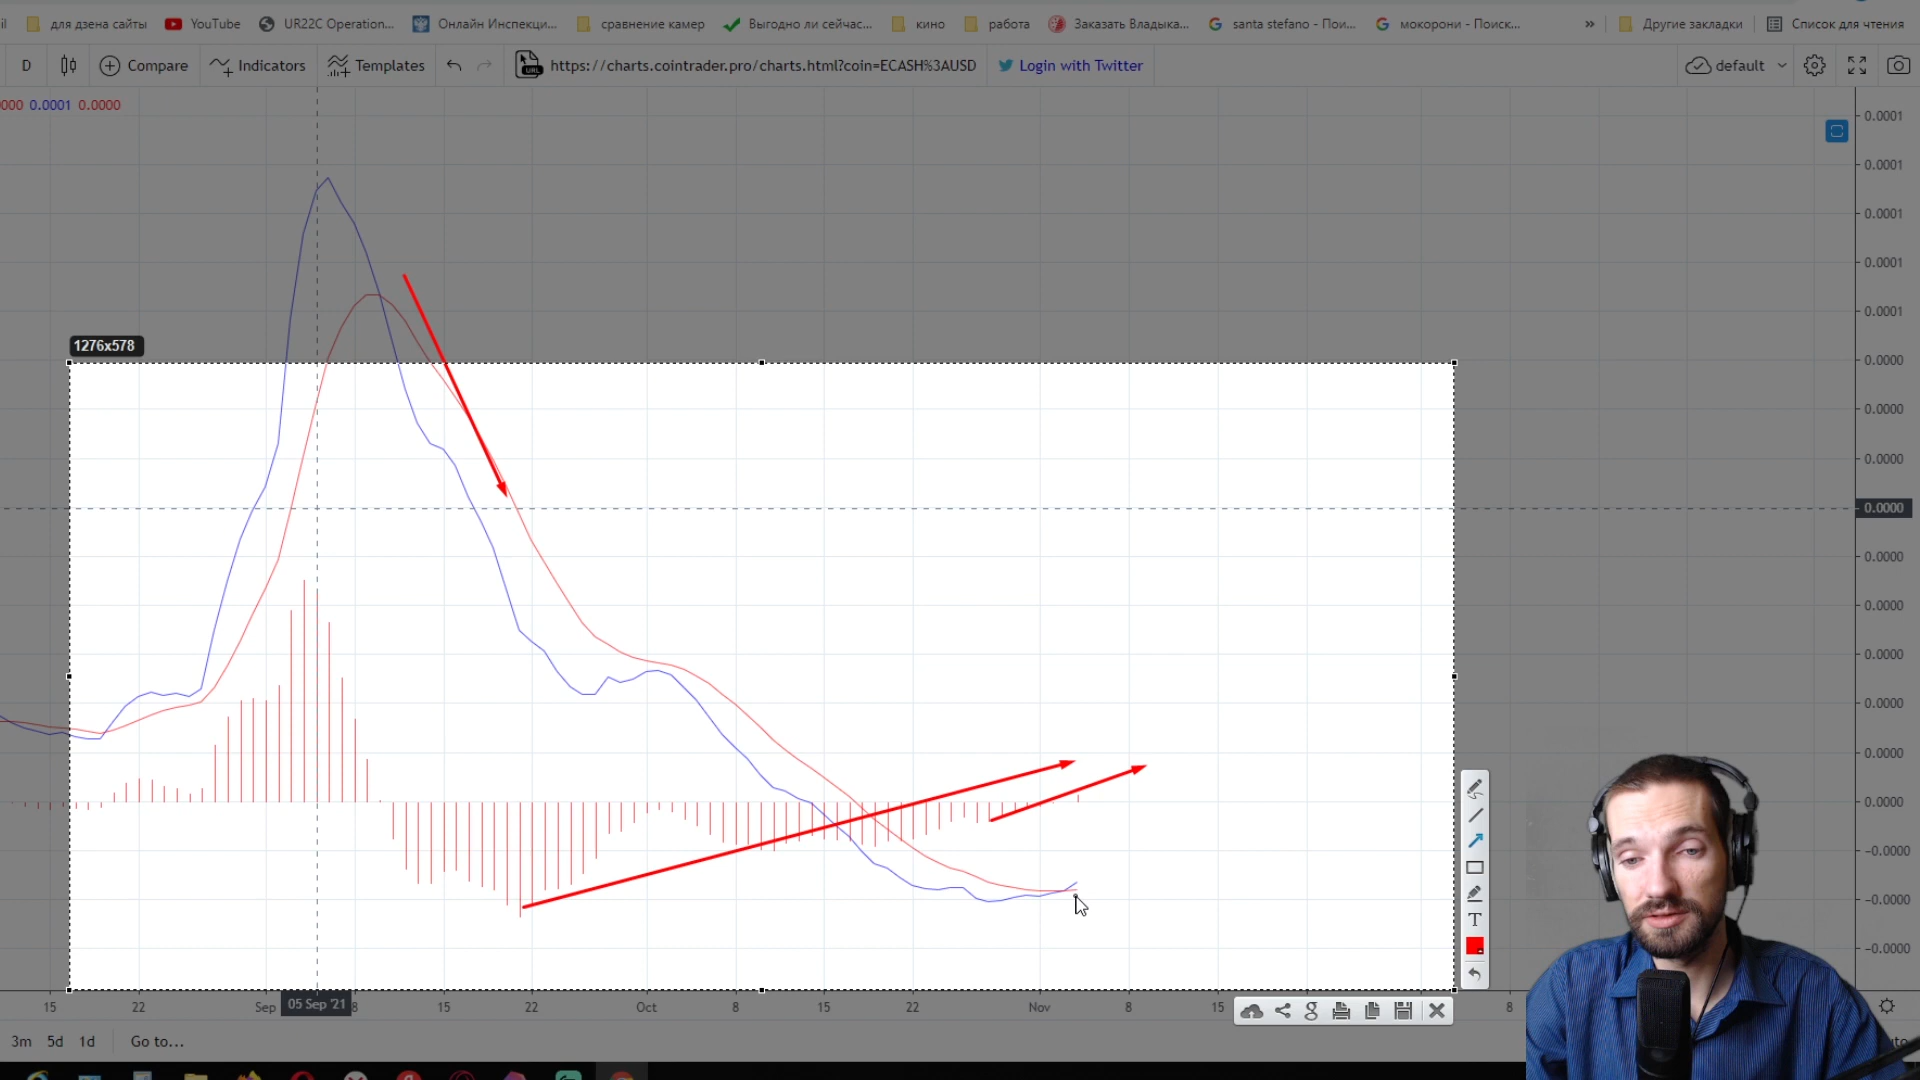 il для дзена сайты YouTube UR22C Operation... Онлайн Инспекци... сравнение камер Выгодно ли сейчас... кино работа Заказать Владыка... santa stefano - Пои... мокорони - Поиск... » Другие закладки Список для чтения
D Compare Indicators Templates URL https://charts.cointrader.pro/charts.html?coin=ECASH%3AUSD Login with Twitter default
000 0.0001 0.0000
0.0001
0.0001
0.0001
0.0001
0.0001
1276x578
0.0000
0.0000
0.0000
0.0000
0.0000
0.0000
0.0000
0.0000
0.0000
0.0000
-0.0000
T
-0.0000
-0.0000
15 22 Sep 05 Sep '21 8 15 22 Oct 8 15 22 Nov 8 15 8
3m 5d 1d Go to...